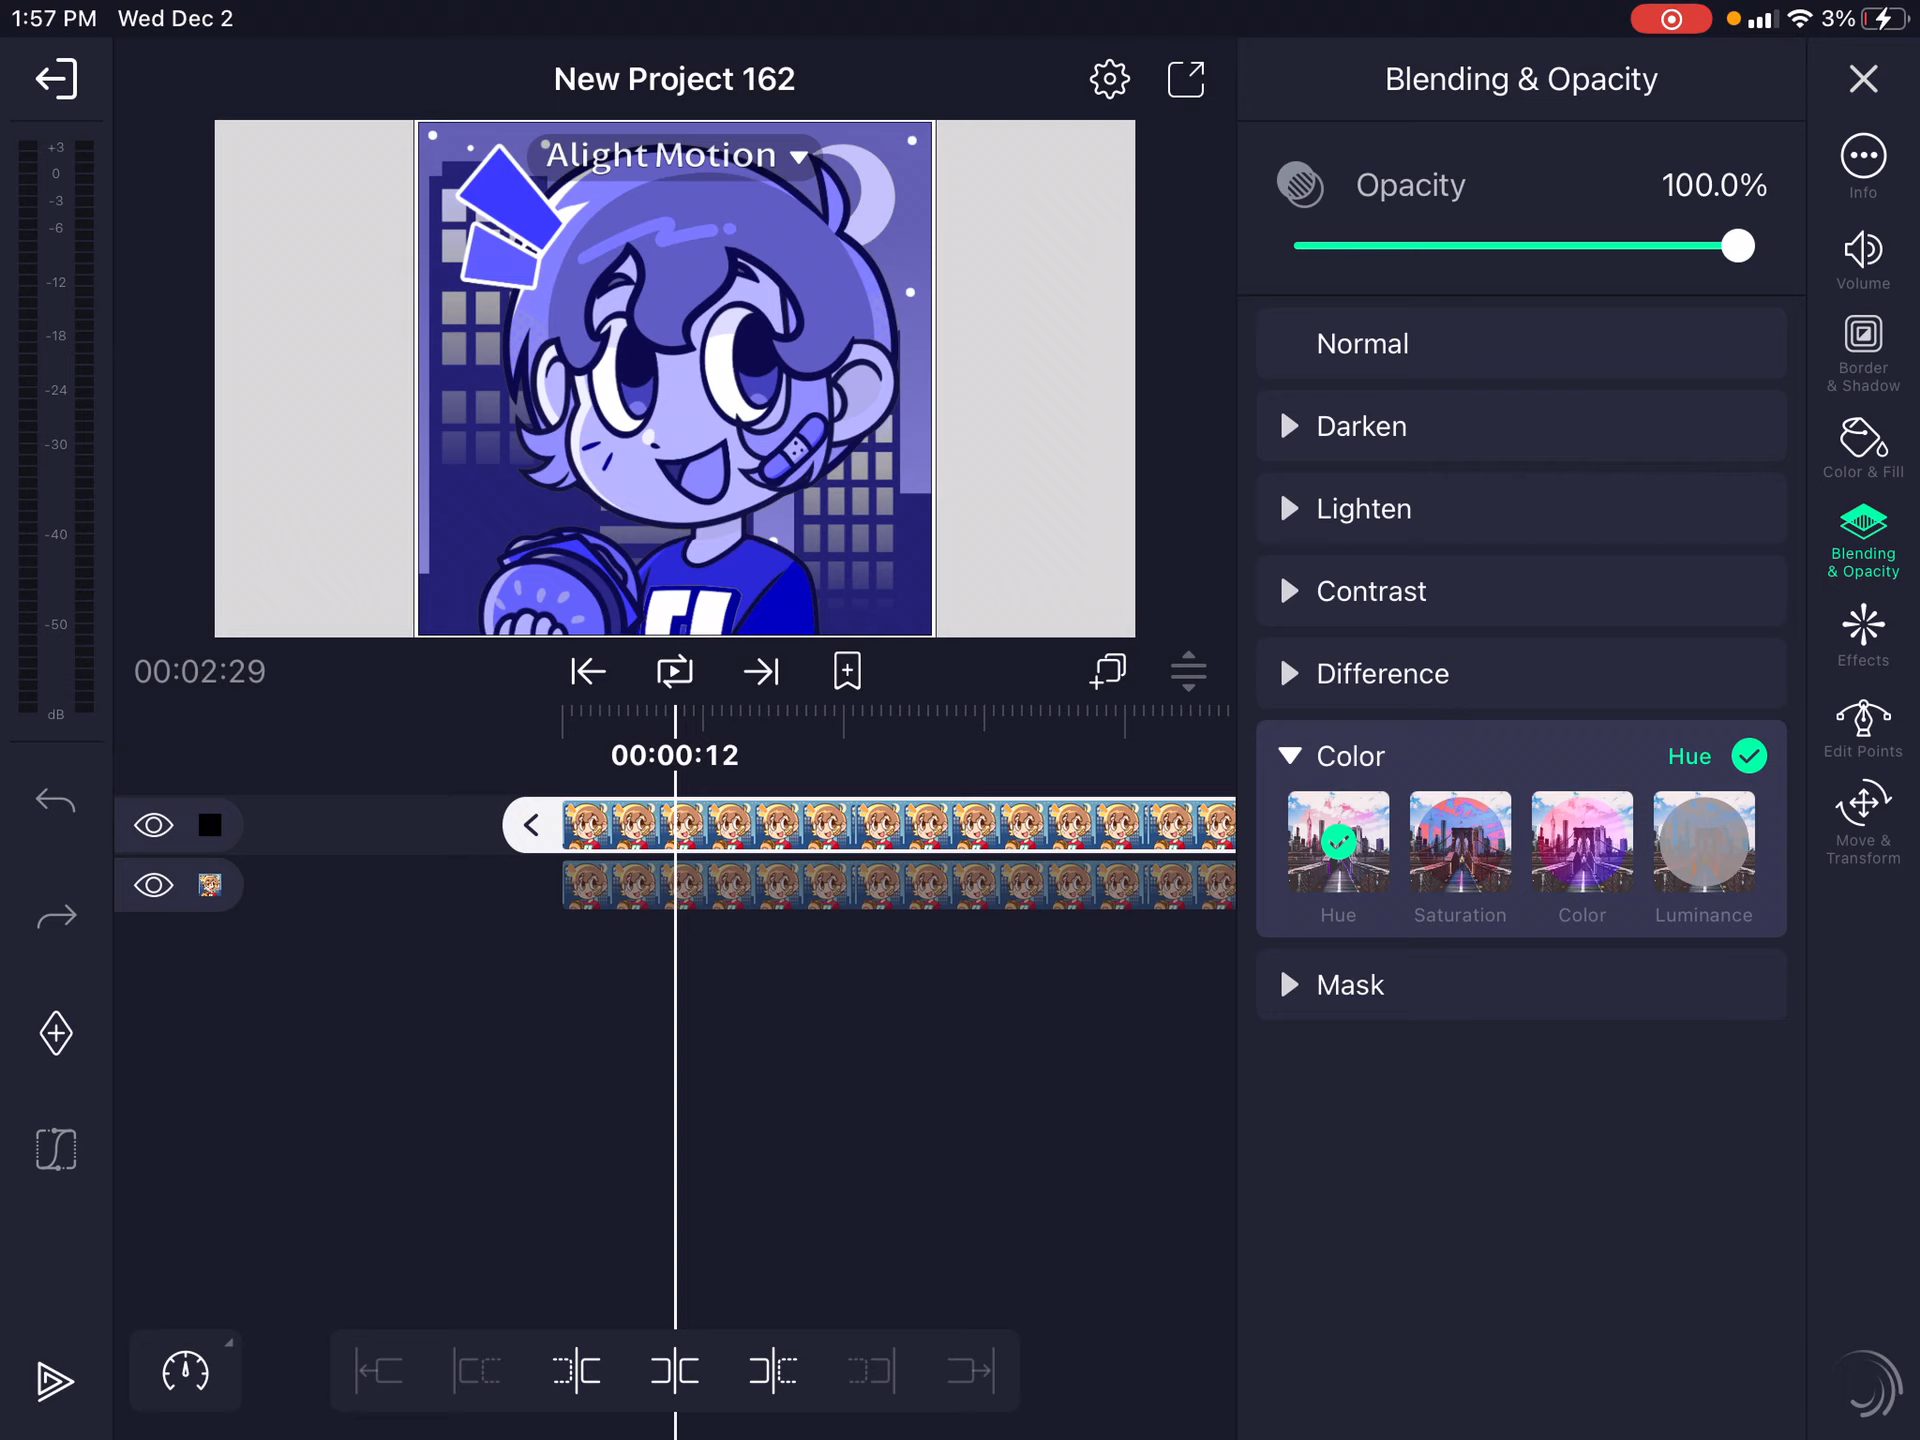 1:57 PM Wed Dec 2
3%
New Project 162
Blending & Opacity
+3
0
-3
-6
-12
-18
-24
-30
-40
-50
dB
Alight Motion
Opacity 100.0%
Normal
Darken
Lighten
Contrast
Difference
Color Hue
Hue Saturation Color Luminance
Mask
Info
Volume
Border
& Shadow
Color & Fill
Blending
& Opacity
Effects
Edit Points
Move &
Transform
00:02:29
00:00:12